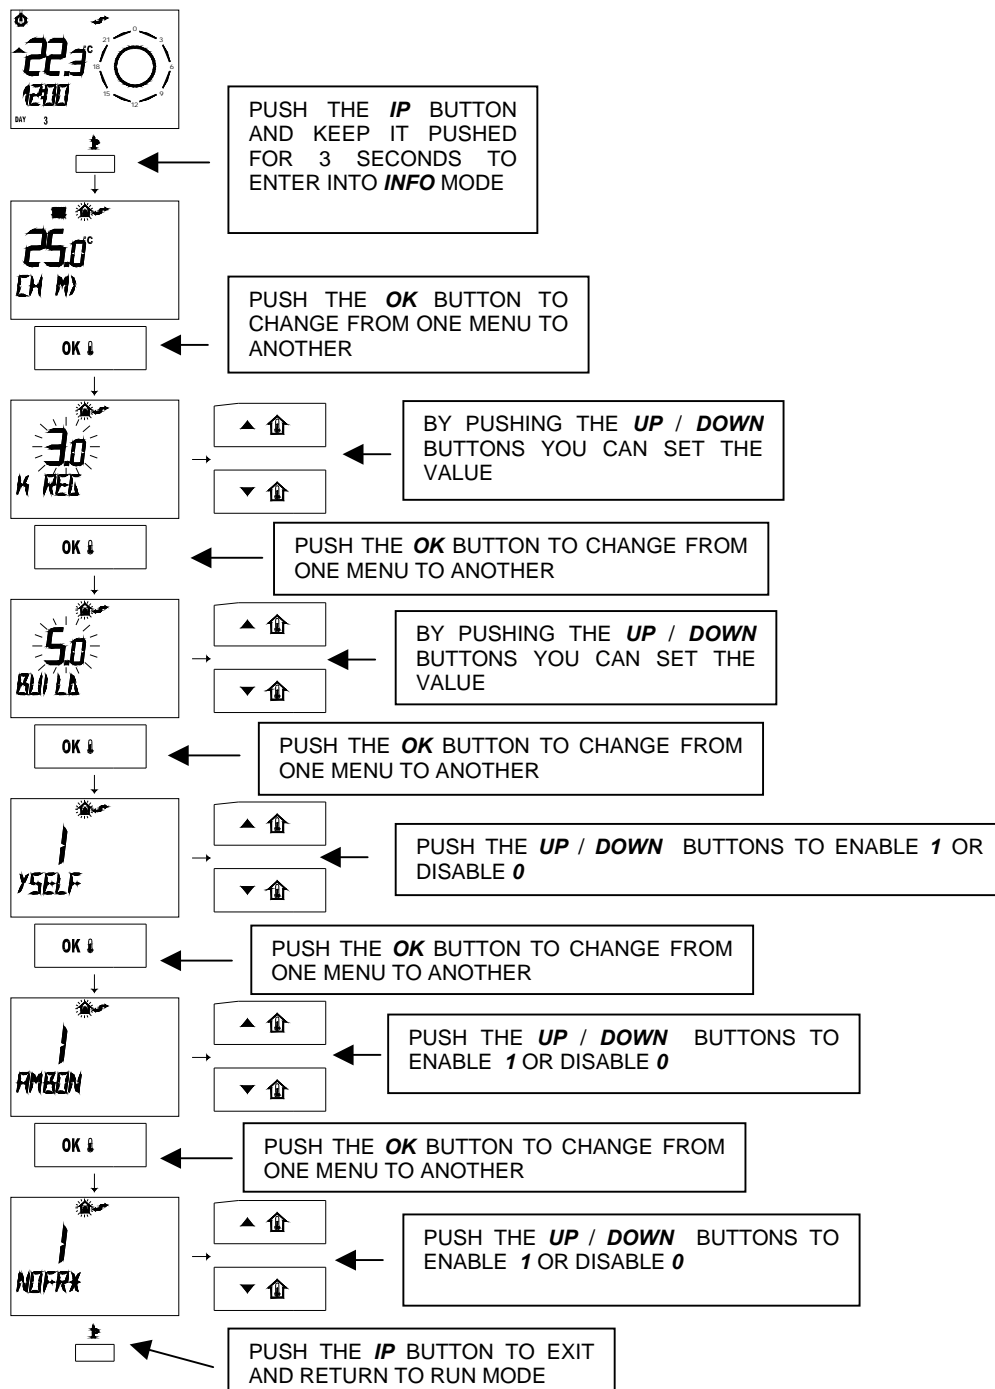 0
21
3
22.3°C
18
6
12:00
15
9
12
DAY 3
PUSH THE IP BUTTON
AND KEEP IT PUSHED
FOR 3 SECONDS TO
ENTER INTO INFO MODE
25.0°C
CH M)
PUSH THE OK BUTTON TO
CHANGE FROM ONE MENU TO
ANOTHER
OK
3.0
K REG
BY PUSHING THE UP / DOWN
BUTTONS YOU CAN SET THE
VALUE
OK
PUSH THE OK BUTTON TO CHANGE FROM
ONE MENU TO ANOTHER
5.0
BUILD
BY PUSHING THE UP / DOWN
BUTTONS YOU CAN SET THE
VALUE
OK
PUSH THE OK BUTTON TO CHANGE FROM
ONE MENU TO ANOTHER
1
YSELF
PUSH THE UP / DOWN BUTTONS TO ENABLE 1 OR
DISABLE 0
OK
PUSH THE OK BUTTON TO CHANGE FROM
ONE MENU TO ANOTHER
1
AMBON
PUSH THE UP / DOWN BUTTONS TO
ENABLE 1 OR DISABLE 0
OK
PUSH THE OK BUTTON TO CHANGE FROM
ONE MENU TO ANOTHER
1
NOFRX
PUSH THE UP / DOWN BUTTONS TO
ENABLE 1 OR DISABLE 0
PUSH THE IP BUTTON TO EXIT
AND RETURN TO RUN MODE